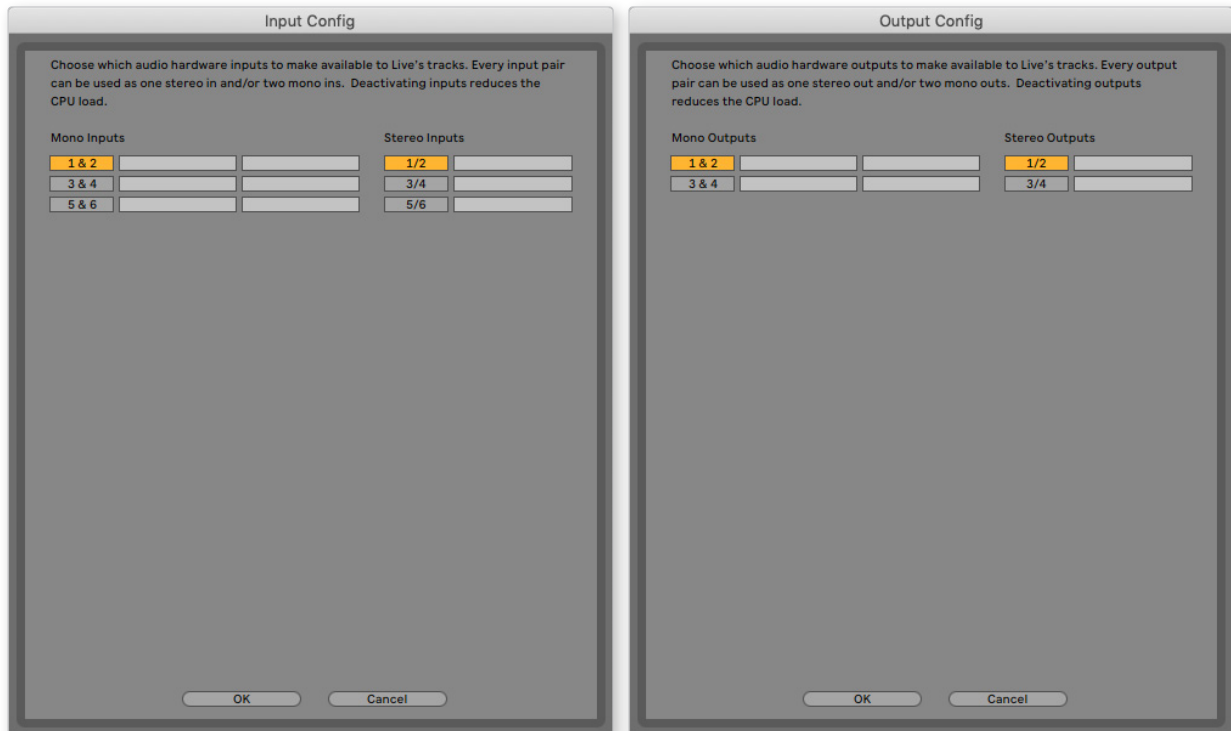 Input Config
Choose which audio hardware inputs to make available to Live's tracks. Every input pair
can be used as one stereo in and/or two mono ins. Deactivating inputs reduces the
CPU load.
Mono Inputs
Stereo Inputs
1 & 2
1/2
3 & 4
3/4
5 & 6
5/6
OK
Cancel
Output Config
Choose which audio hardware outputs to make available to Live's tracks. Every output
pair can be used as one stereo out and/or two mono outs. Deactivating outputs
reduces the CPU load.
Mono Outputs
Stereo Outputs
1 & 2
1/2
3 & 4
3/4
OK
Cancel